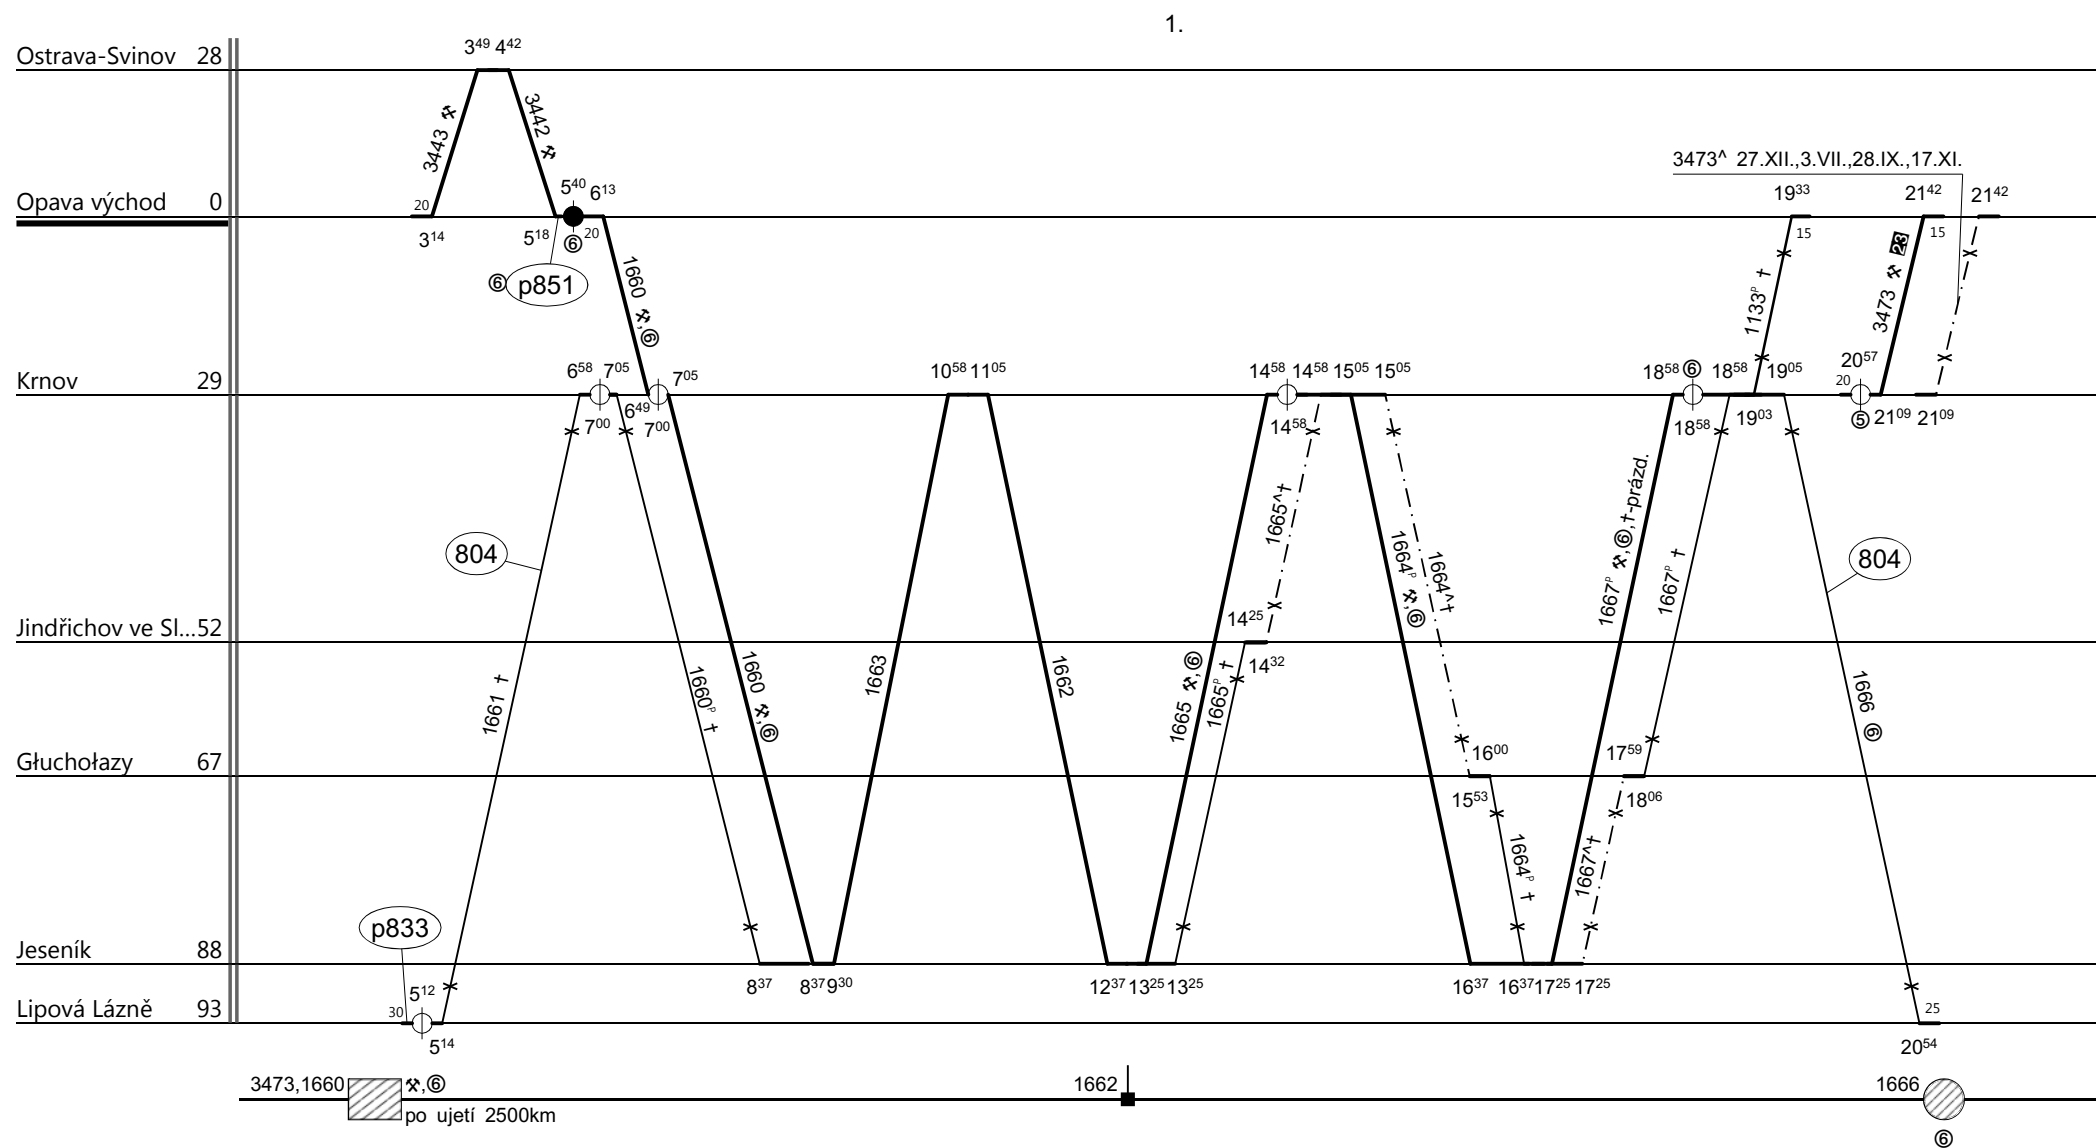 1.
Ostrava-Svinov 28
3⁴⁹ 4⁴²
3443 ⚒
3442 ⚒
3473^ 27.XII.,3.VII.,28.IX.,17.XI.
Opava východ 0
20
3¹⁴
5¹⁸
5⁴⁰
6¹³
⑥
20
19³³
15
21⁴²
15
21⁴²
⑥ p851
1660 ⚒,⑥
1133ᴾ †
3473 ⚒ 23
Krnov 29
6⁵⁸ 7⁰⁵
7⁰⁰
6⁴⁹
7⁰⁰
7⁰⁵
10⁵⁸ 11⁰⁵
14⁵⁸ 14⁵⁸ 15⁰⁵ 15⁰⁵
14⁵⁸
18⁵⁸ ⑥ 18⁵⁸ 19⁰⁵
18⁵⁸ 19⁰³
20⁵⁷
20
⑤ 21⁰⁹ 21⁰⁹
804
1665^†
1664ᴾ ⚒,⑥
1664^†
1667ᴾ ⚒,⑥,†-prázd.
1667ᴾ †
804
Jindřichov ve Sl... 52
14²⁵
14³²
1661 †
1660ᴾ †
1660 ⚒,⑥
1663
1662
1665 ⚒,⑥
1665ᴾ †
1666 ⑥
Głuchołazy 67
16⁰⁰
15⁵³
17⁵⁹
18⁰⁶
1664ᴾ †
1667^†
p833
Jeseník 88
8³⁷ 8³⁷ 9³⁰ 12³⁷ 13²⁵ 13²⁵ 16³⁷ 16³⁷ 17²⁵ 17²⁵
Lipová Lázně 93
30
5¹²
5¹⁴
25
20⁵⁴
3473,1660 ⚒,⑥
po ujetí 2500km
1662
1666
⑥